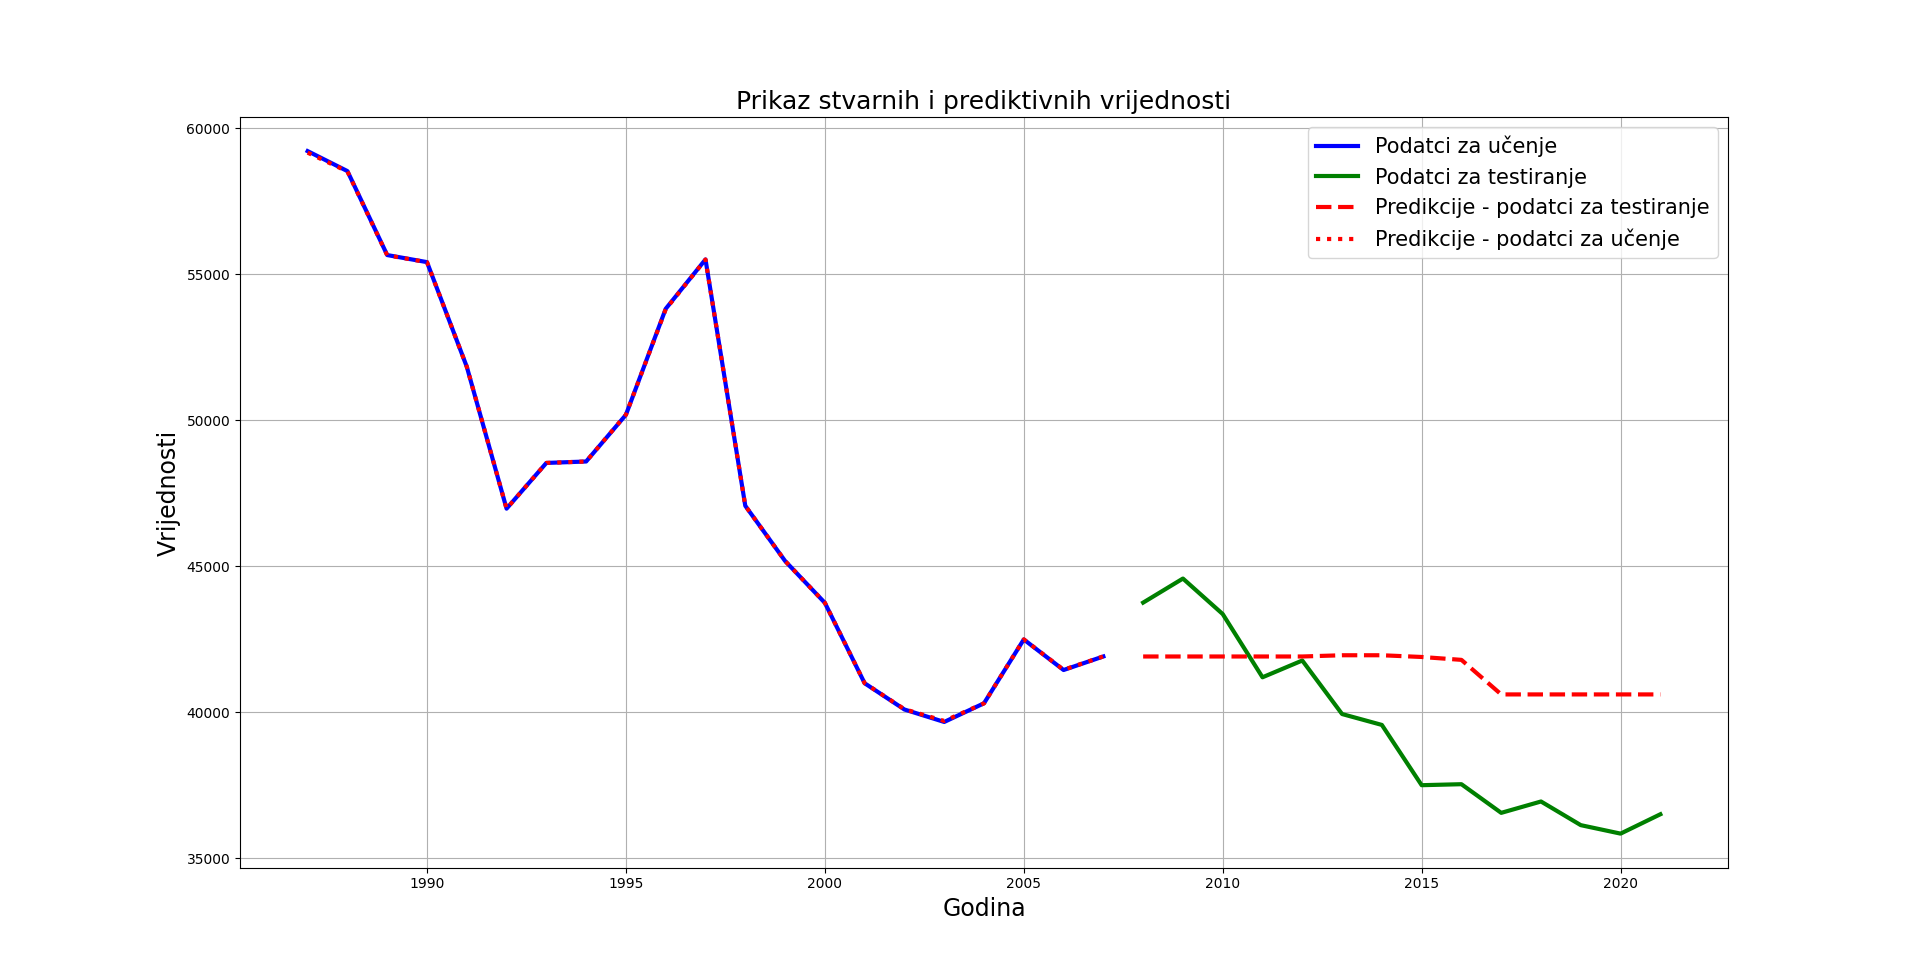 Prikaz stvarnih i prediktivnih vrijednosti
60000
55000
50000
45000
40000
35000
Vrijednosti
Podatci za učenje
Podatci za testiranje
Predikcije - podatci za testiranje
Predikcije - podatci za učenje
1990 1995 2000 2005 2010 2015 2020
Godina